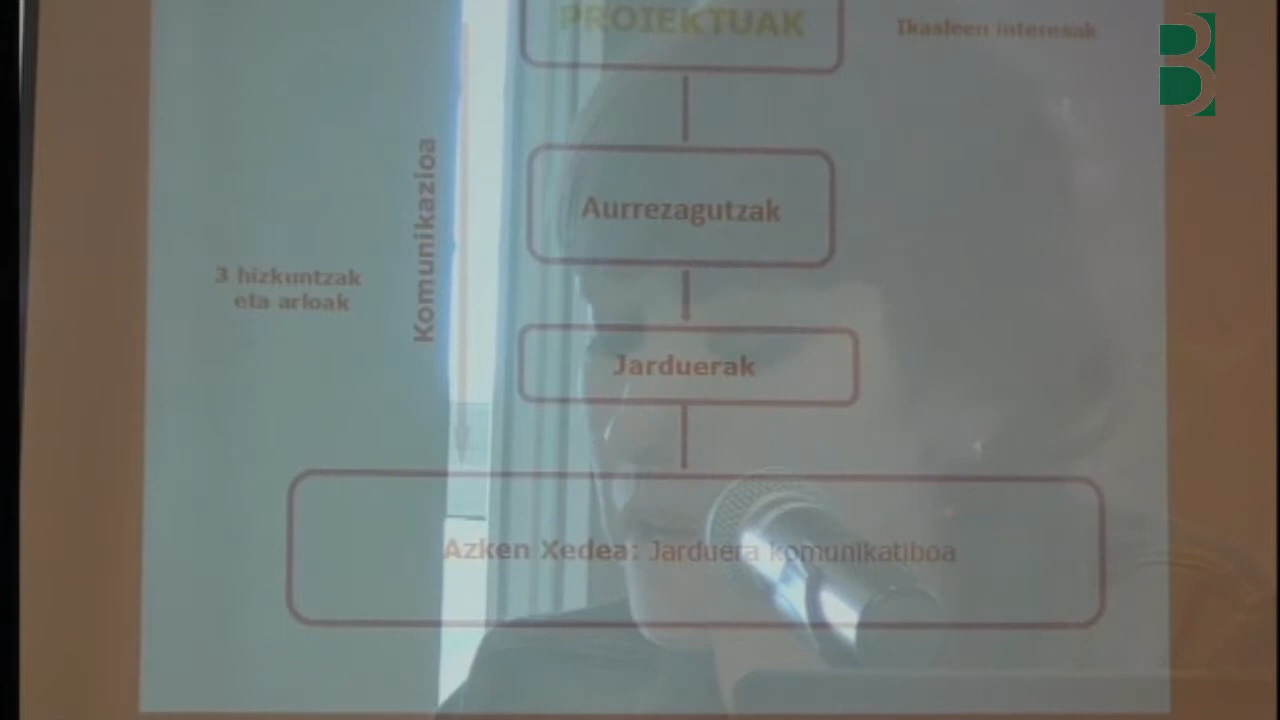 PROIEKTUAK
Ikasleen interesak
Komunikazioa
Aurrezagutzak
3 hizkuntzak
eta arloak
Jarduerak
Azken Xedea: Jarduera komunikatiboa
B